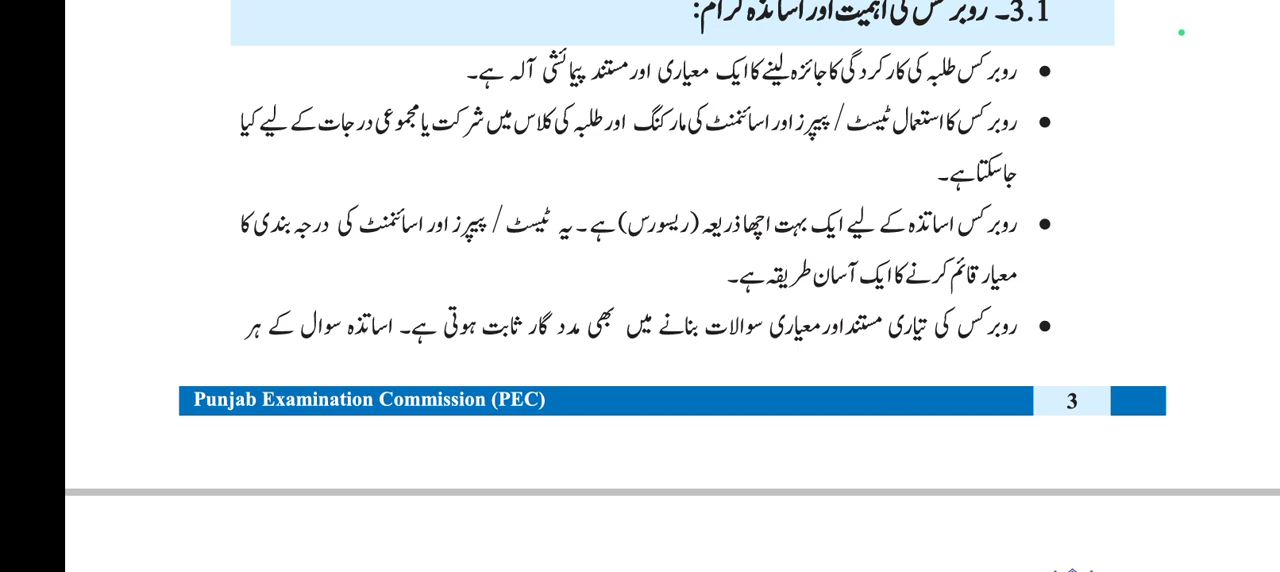 3.1۔ روبرکس کی اہمیت اور اساتذہ کرام:
● روبرکس طلبہ کی کارکردگی کا جائزہ لینے کا ایک معیاری اور مستند پیمائشی آلہ ہے۔
● روبرکس کا استعمال ٹیسٹ / پیپرز اور اسائنمنٹ کی مارکنگ اور طلبہ کی کلاس میں شرکت یا مجموعی درجات کے لیے کیا
جاسکتا ہے۔
● روبرکس اساتذہ کے لیے ایک بہت اچھا ذریعہ (ریسورس) ہے۔ یہ ٹیسٹ / پیپرز اور اسائنمنٹ کی درجہ بندی کا
معیار قائم کرنے کا ایک آسان طریقہ ہے۔
● روبرکس کی تیاری مستند اور معیاری سوالات بنانے میں بھی مددگار ثابت ہوتی ہے۔ اساتذہ سوال کے ہر
Punjab Examination Commission (PEC) 3